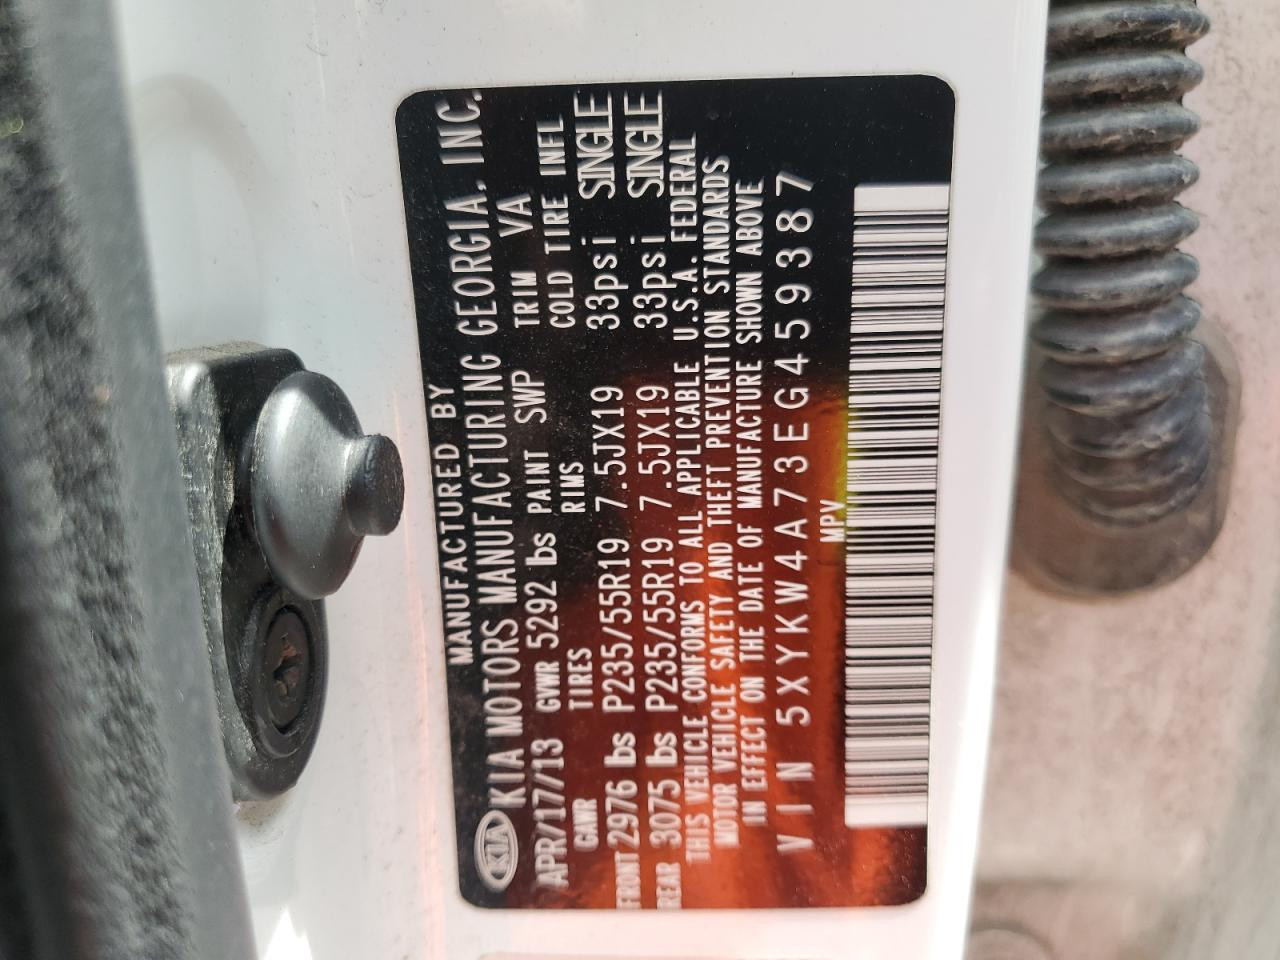 MANUFACTURED BY
KIA KIA MOTORS MANUFACTURING GEORGIA, INC.
APR/17/13 GVWR 5292 lbs PAINT SWP TRIM VA
GAWR TIRES RIMS COLD TIRE INFL
FRONT 2976 lbs P235/55R19 7.5JX19 33psi SINGLE
REAR 3075 lbs P235/55R19 7.5JX19 33psi SINGLE
THIS VEHICLE CONFORMS TO ALL APPLICABLE U.S.A. FEDERAL
MOTOR VEHICLE SAFETY AND THEFT PREVENTION STANDARDS
IN EFFECT ON THE DATE OF MANUFACTURE SHOWN ABOVE
VIN 5XYKW4A73EG459387
MPV